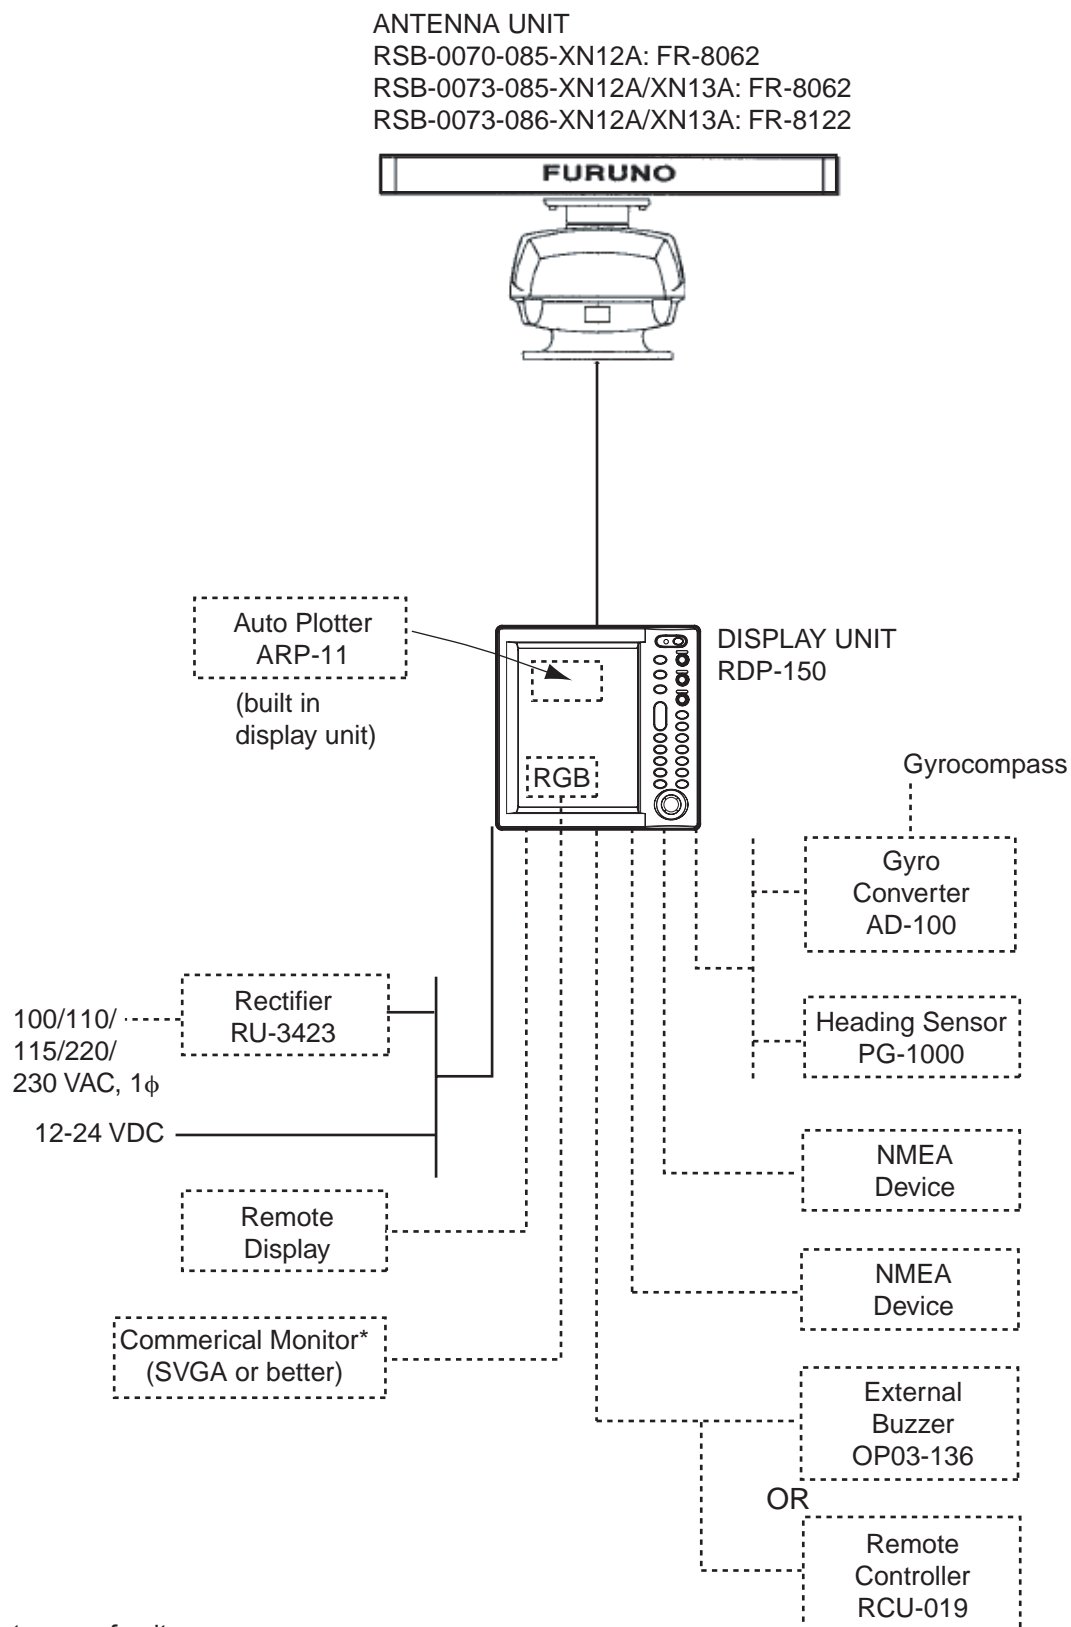 ANTENNA UNIT
RSB-0070-085-XN12A: FR-8062
RSB-0073-085-XN12A/XN13A: FR-8062
RSB-0073-086-XN12A/XN13A: FR-8122
FURUNO
Auto Plotter
ARP-11
(built in
display unit)
DISPLAY UNIT
RDP-150
RGB
Gyrocompass
Gyro
Converter
AD-100
Rectifier
RU-3423
100/110/
115/220/
230 VAC, 1ϕ
12-24 VDC
Heading Sensor
PG-1000
NMEA
Device
Remote
Display
NMEA
Device
Commerical Monitor*
(SVGA or better)
External
Buzzer
OP03-136
OR
Remote
Controller
RCU-019